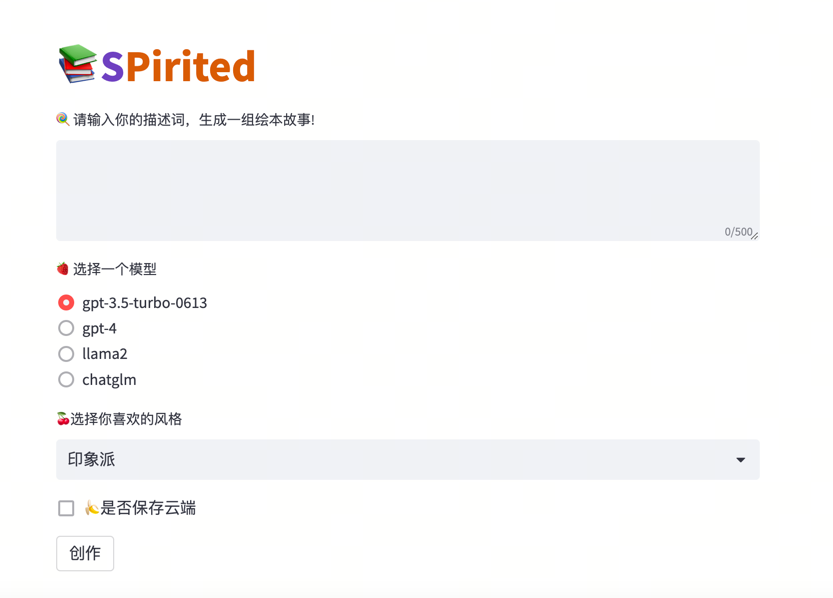 📚SPirited
🍭 请输入你的描述词，生成一组绘本故事!
0/500
🍓 选择一个模型
gpt-3.5-turbo-0613
gpt-4
llama2
chatglm
🍒选择你喜欢的风格
印象派
🍌是否保存云端
创作